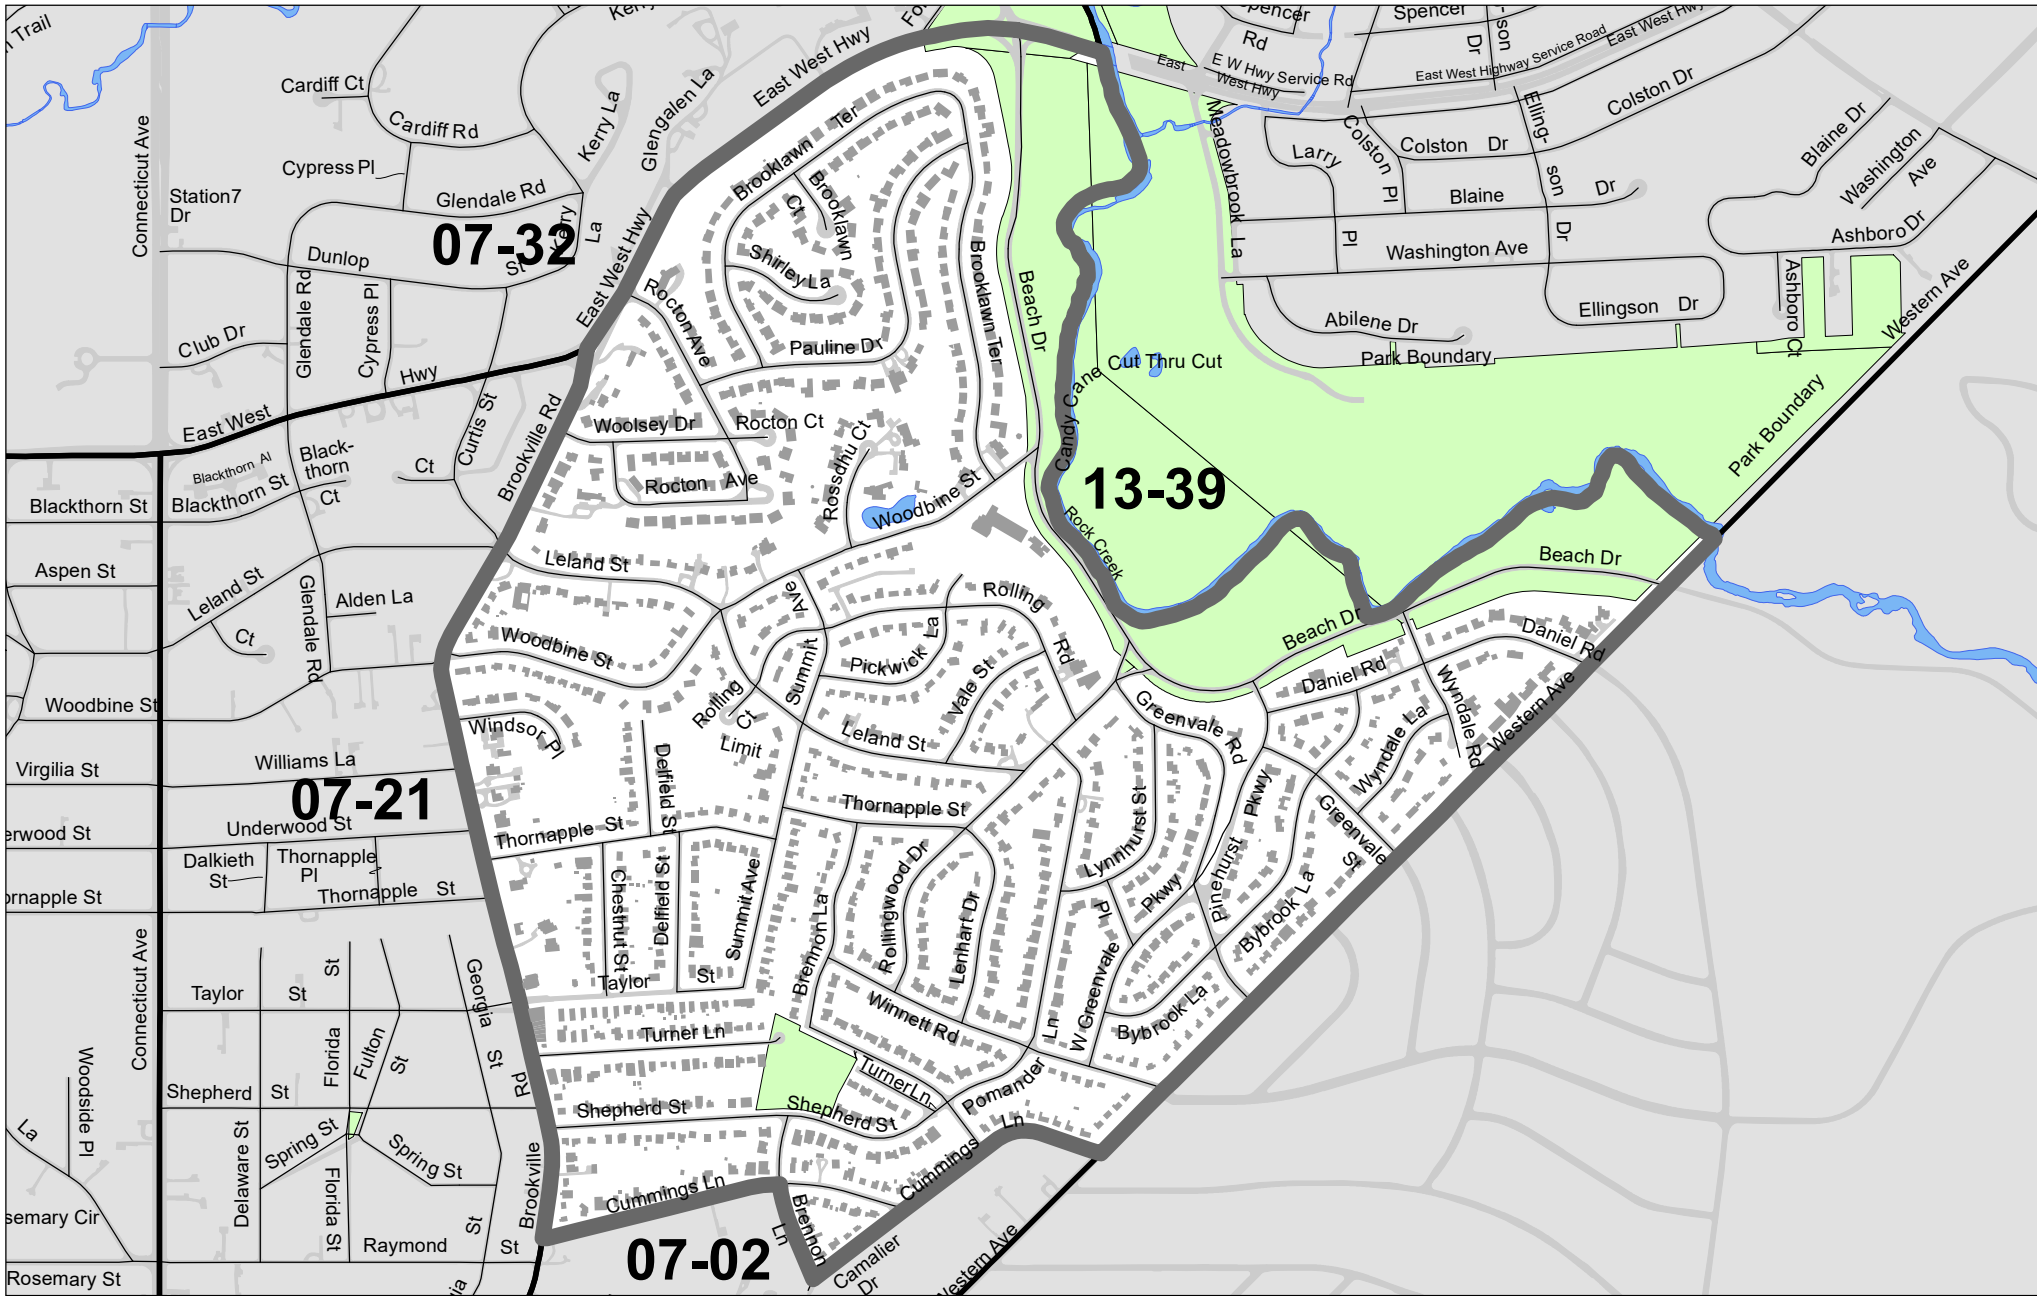 n Trail
Kerry
Fo
pencer
Rd
Spencer
Dr
-son
East West Hwy
East West Highway Service Road
E W Hwy Service Rd
East
West Hwy
East West Hwy
Cardiff Ct
Cardiff Rd
Kerry La
Glengalen La
Connecticut Ave
Cypress Pl
Glendale Rd
Station7
Dr
07-32
Kerry
La
Dunlop
St
East West Hwy
Brooklawn
Ter
Brooklawn
Ct
Shirley La
Brooklawn Ter
Beach Dr
Meadowbrook
La
Larry
Pl
Colston
Pl
Colston Dr
Colston Dr
Elling-
son
Dr
Blaine
Dr
Blaine Dr
Washington
Ave
Washington Ave
Ashboro Dr
Ashboro Ct
Western Ave
Ellingson Dr
Abilene Dr
Park Boundary
Park Boundary
Club Dr
Glendale Rd
Cypress Pl
Hwy
East West
Curtis St
Brookville Rd
Rocton Ave
Pauline Dr
Cut Thru Cut
Candy Cane
13-39
Rock Creek
Woolsey Dr
Rocton Ct
Rossdhu Ct
Rocton Ave
Woodbine St
Blackthorn Al
Black-
thorn
Ct
Ct
Blackthorn St
Blackthorn St
Aspen St
Leland St
Ct
Glendale Rd
Alden La
Leland St
Woodbine St
Woodbine St
Ave
Summit
Rolling
Rd
Pickwick La
Vale St
Beach Dr
Beach Dr
Daniel Rd
Daniel Rd
Wyndale Rd
Wyndale La
Western Ave
Windsor Pl
Rolling
Ct
Limit
Leland St
Greenvale Rd
Virgilia St
Williams La
07-21
Underwood St
erwood St
Delfield St
Thornapple St
Thornapple St
Lynnhurst St
Pkwy
Pinehurst
Greenvale
St
Dalkieth
St
Thornapple
Pl
Thornapple St
ornapple St
Chestnut St
Delfield St
Summit Ave
Brennon La
Rollingwood Dr
Lenhart Dr
Pl
W Greenvale
Pkwy
Bybrook La
Bybrook La
Connecticut Ave
Taylor St
St
Florida
Fulton
St
Georgia
St
Taylor St
Turner Ln
Winnett Rd
Ln
Pomander
Woodside Pl
La
Shepherd St
Rd
Shepherd St
Shepherd St
Turner Ln
Delaware St
Spring St
Spring St
Florida St
Brookville
Cummings Ln
Cummings
Ln
Brennon
Ln
semary Cir
Raymond
St
St
Rosemary St
ia
07-02
Camalier
Dr
Western Ave